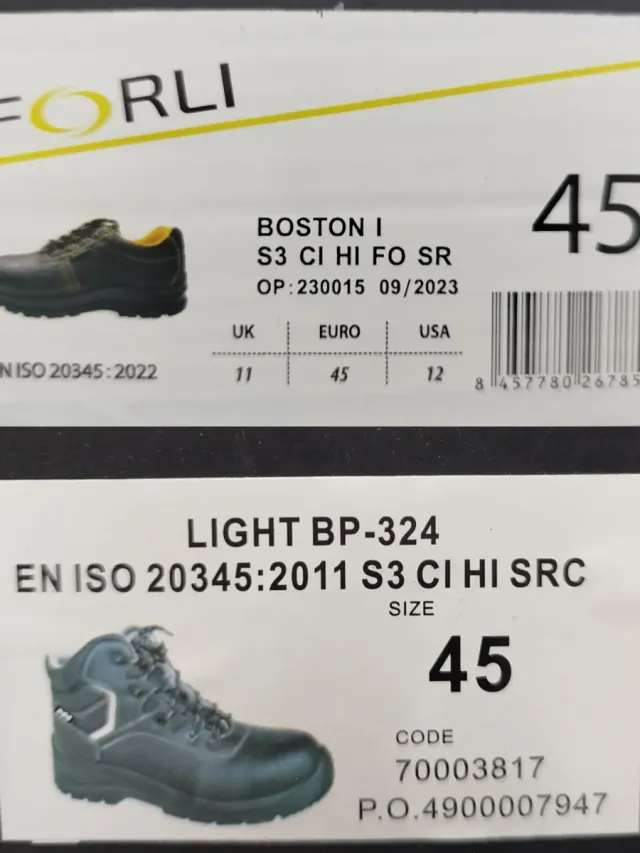 FORLI
45
BOSTON I
S3 CI HI FO SR
OP:230015 09/2023
UK EURO USA
11 45 12
N ISO 20345:2022
8 457780 26785
LIGHT BP-324
EN ISO 20345:2011 S3 CI HI SRC
SIZE
45
CODE
70003817
P.O.4900007947